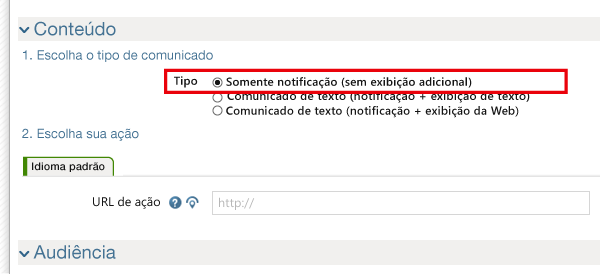 Conteúdo
1. Escolha o tipo de comunicado
Tipo Somente notificação (sem exibição adicional)
Comunicado de texto (notificação + exibição de texto)
Comunicado de texto (notificação + exibição da Web)
2. Escolha sua ação
Idioma padrão
URL de ação ? http://
Audiência